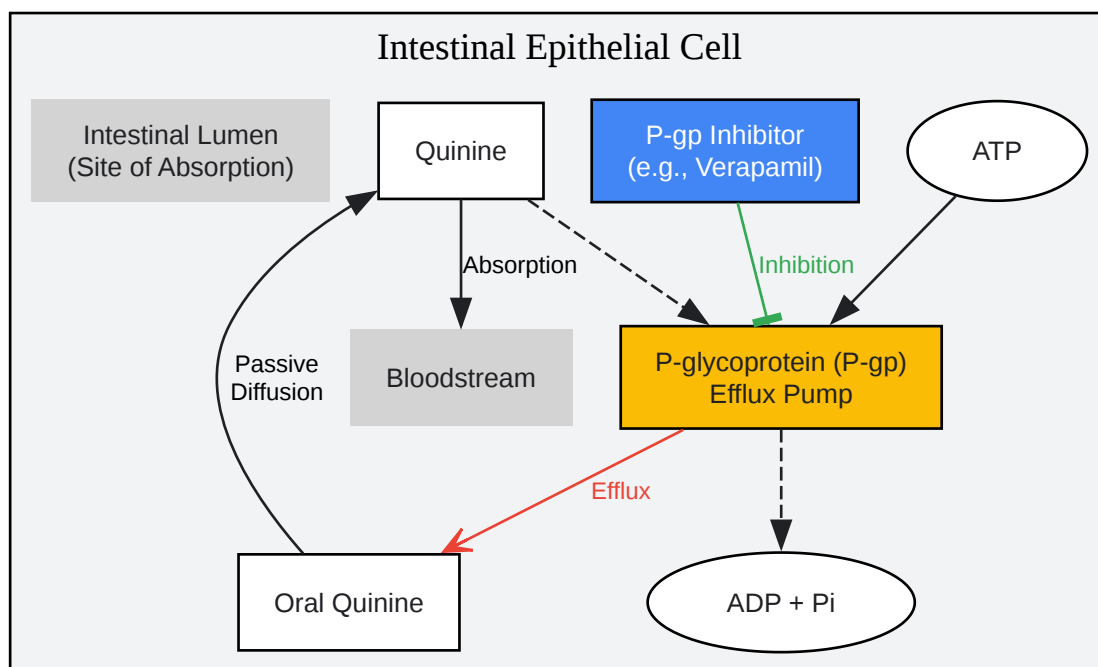 Intestinal Epithelial Cell
Intestinal Lumen
(Site of Absorption)
Quinine
P-gp Inhibitor
(e.g., Verapamil)
ATP
Absorption
Inhibition
Passive
Diffusion
Bloodstream
P-glycoprotein (P-gp)
Efflux Pump
Efflux
Oral Quinine
ADP + Pi